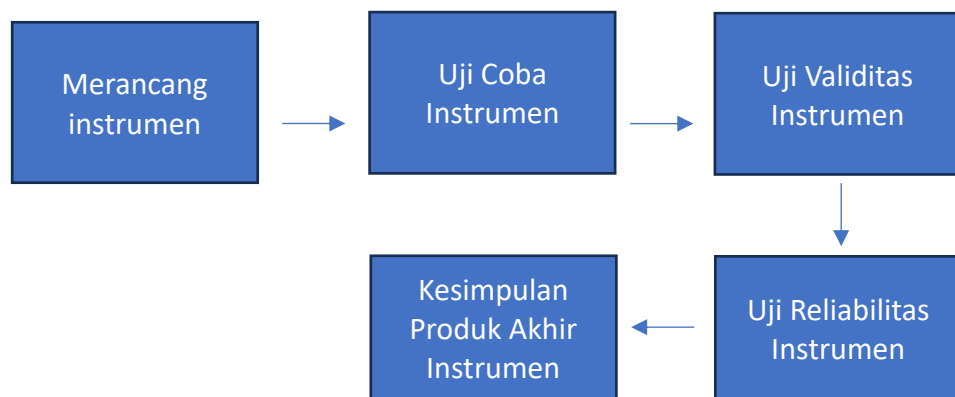 Merancang
instrumen
Uji Coba
Instrumen
Uji Validitas
Instrumen
Uji Reliabilitas
Instrumen
Kesimpulan
Produk Akhir
Instrumen